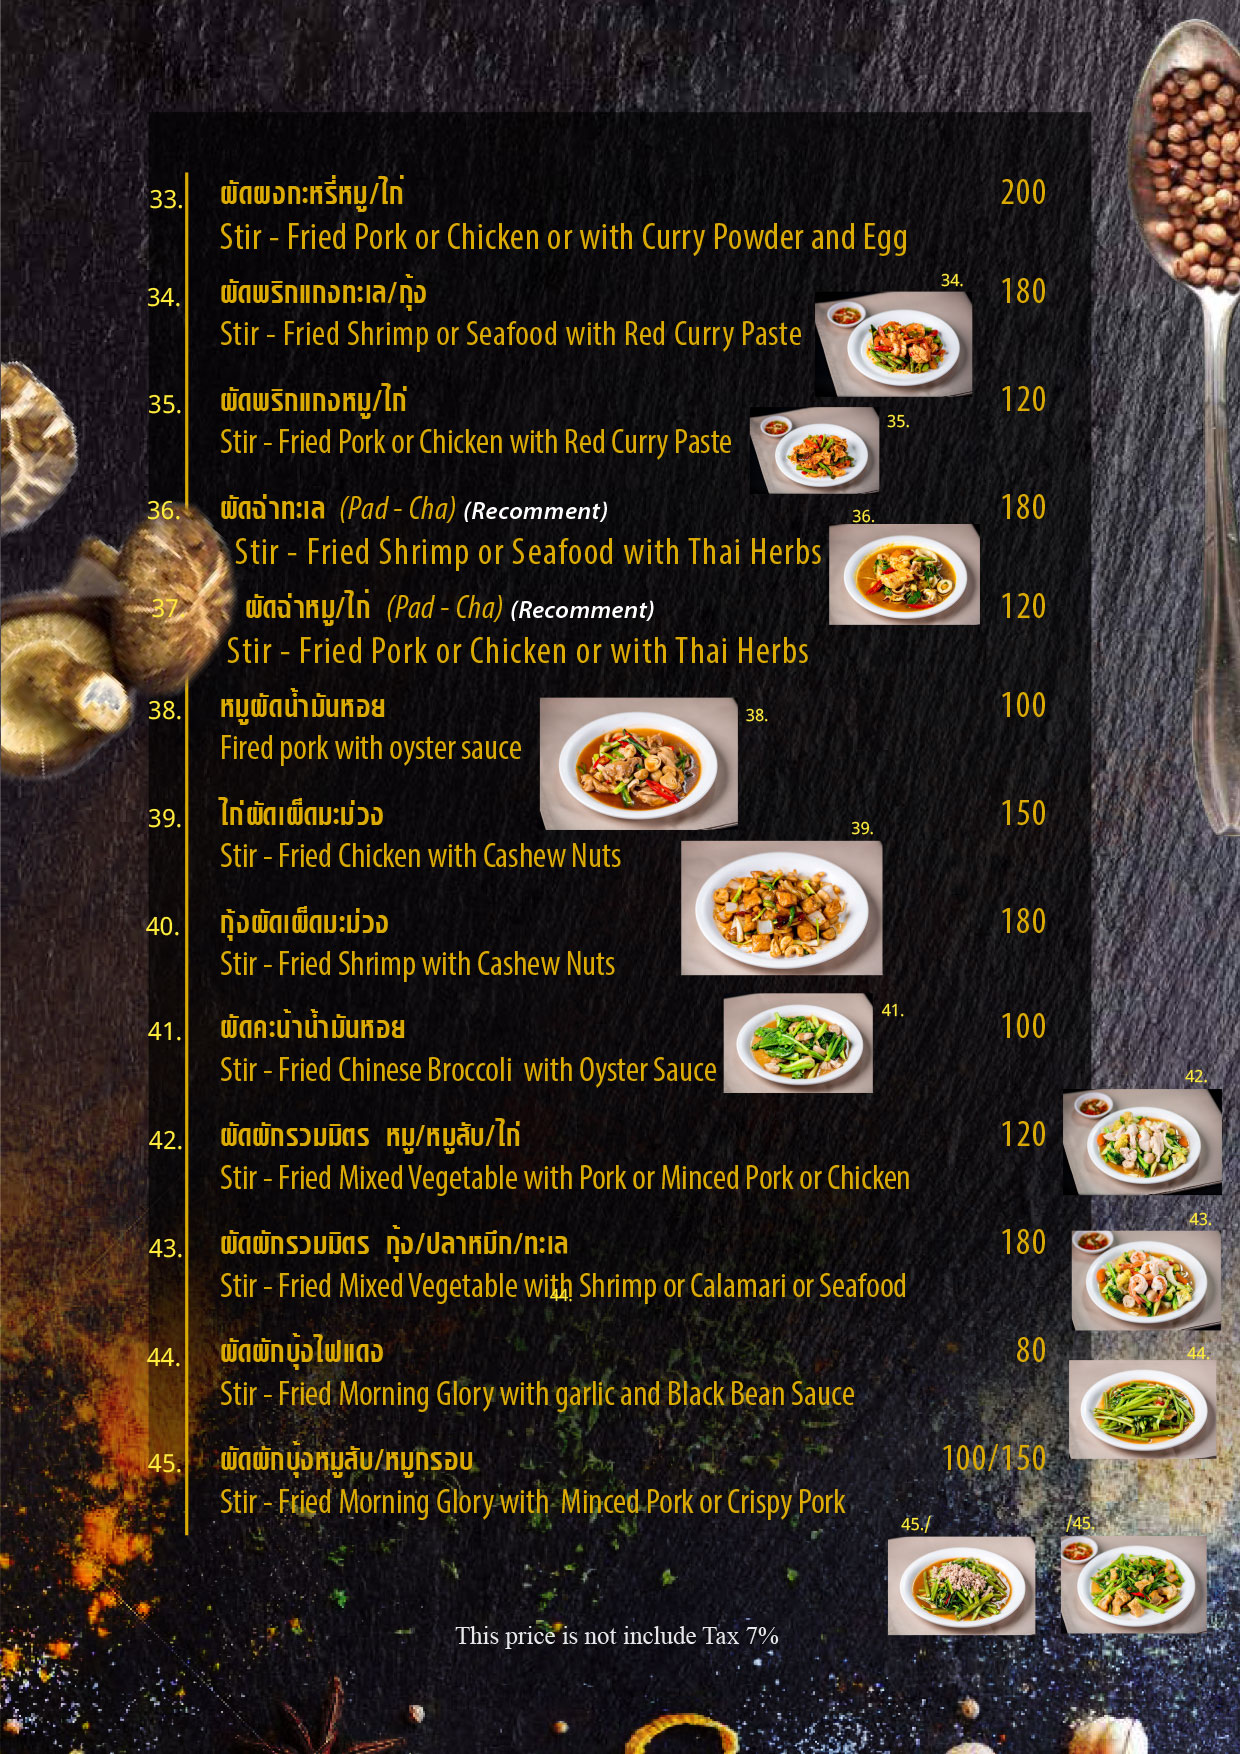 33. ผัดผงกะหรี่หมู/ไก่ 200
Stir - Fried Pork or Chicken or with Curry Powder and Egg
34. ผัดพริกแกงทะเล/กุ้ง 34. 180
Stir - Fried Shrimp or Seafood with Red Curry Paste
35. ผัดพริกแกงหมู/ไก่ 120
Stir - Fried Pork or Chicken with Red Curry Paste 35.
36. ผัดฉ่าทะเล (Pad - Cha) (Recomment) 36. 180
Stir - Fried Shrimp or Seafood with Thai Herbs
37 ผัดฉ่าหมู/ไก่ (Pad - Cha) (Recomment) 120
Stir - Fried Pork or Chicken or with Thai Herbs
38. หมูผัดน้ำมันหอย 38. 100
Fired pork with oyster sauce
39. ไก่ผัดเผ็ดมะม่วง 39. 150
Stir - Fried Chicken with Cashew Nuts
40. กุ้งผัดเผ็ดมะม่วง 180
Stir - Fried Shrimp with Cashew Nuts
41. ผัดคะน้าน้ำมันหอย 41. 100
Stir - Fried Chinese Broccoli with Oyster Sauce
42.
42. ผัดผักรวมมิตร หมู/หมูสับ/ไก่ 120
Stir - Fried Mixed Vegetable with Pork or Minced Pork or Chicken
43.
43. ผัดผักรวมมิตร กุ้ง/ปลาหมึก/ทะเล 180
Stir - Fried Mixed Vegetable with Shrimp or Calamari or Seafood
44.
44. ผัดผักบุ้งไฟแดง 80 44.
Stir - Fried Morning Glory with garlic and Black Bean Sauce
45. ผัดผักบุ้งหมูสับ/หมูกรอบ 100/150
Stir - Fried Morning Glory with Minced Pork or Crispy Pork
45./ /45.
This price is not include Tax 7%